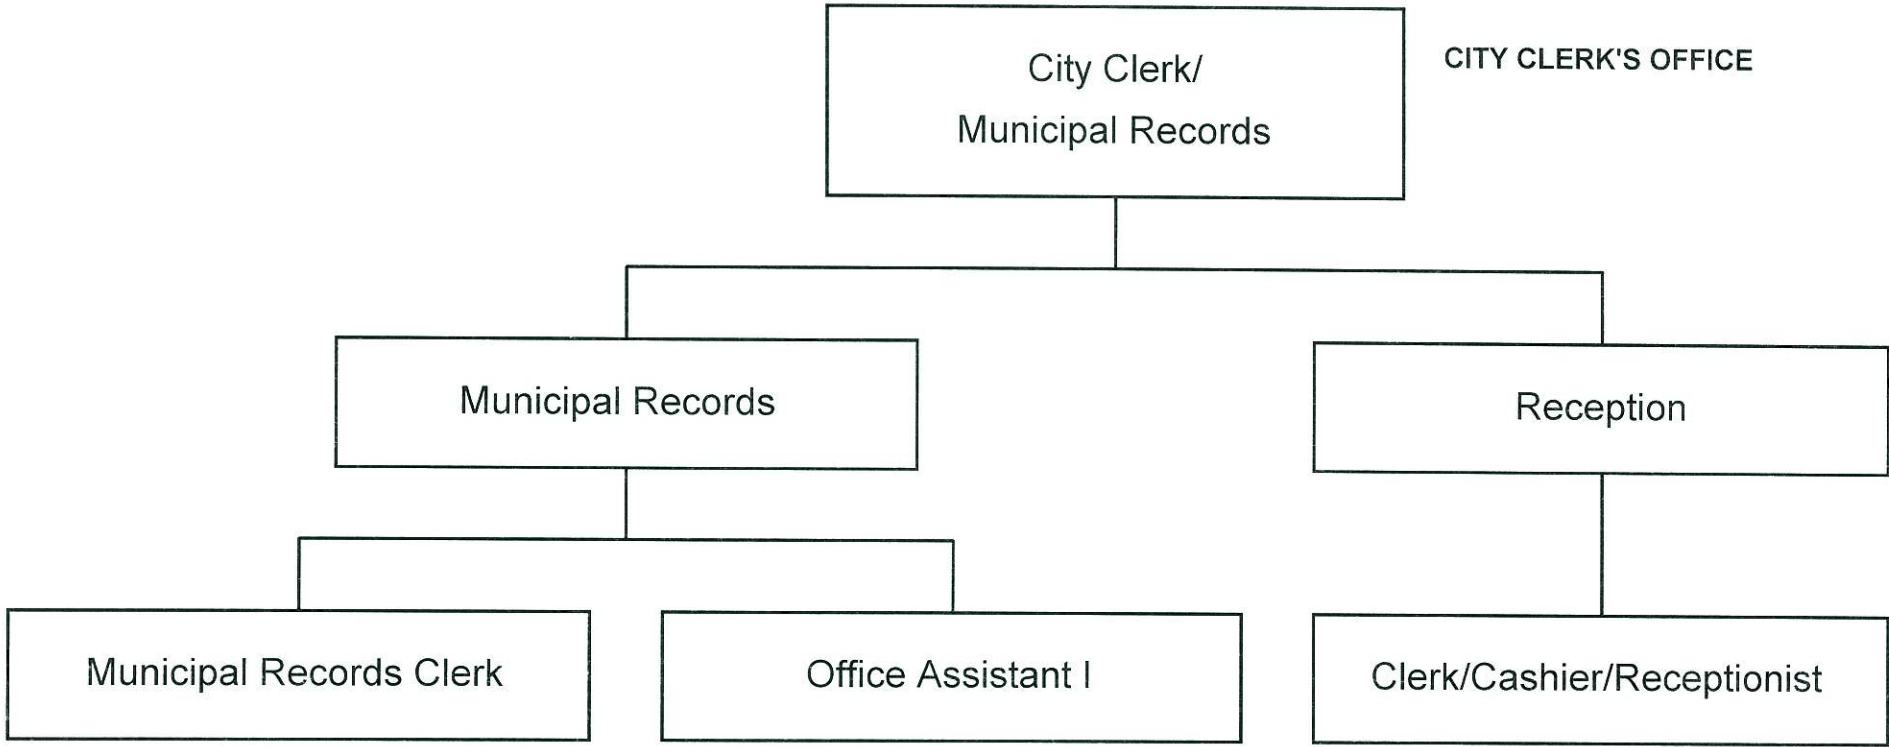 City Clerk/
Municipal Records
CITY CLERK'S OFFICE
Municipal Records
Reception
Municipal Records Clerk
Office Assistant I
Clerk/Cashier/Receptionist